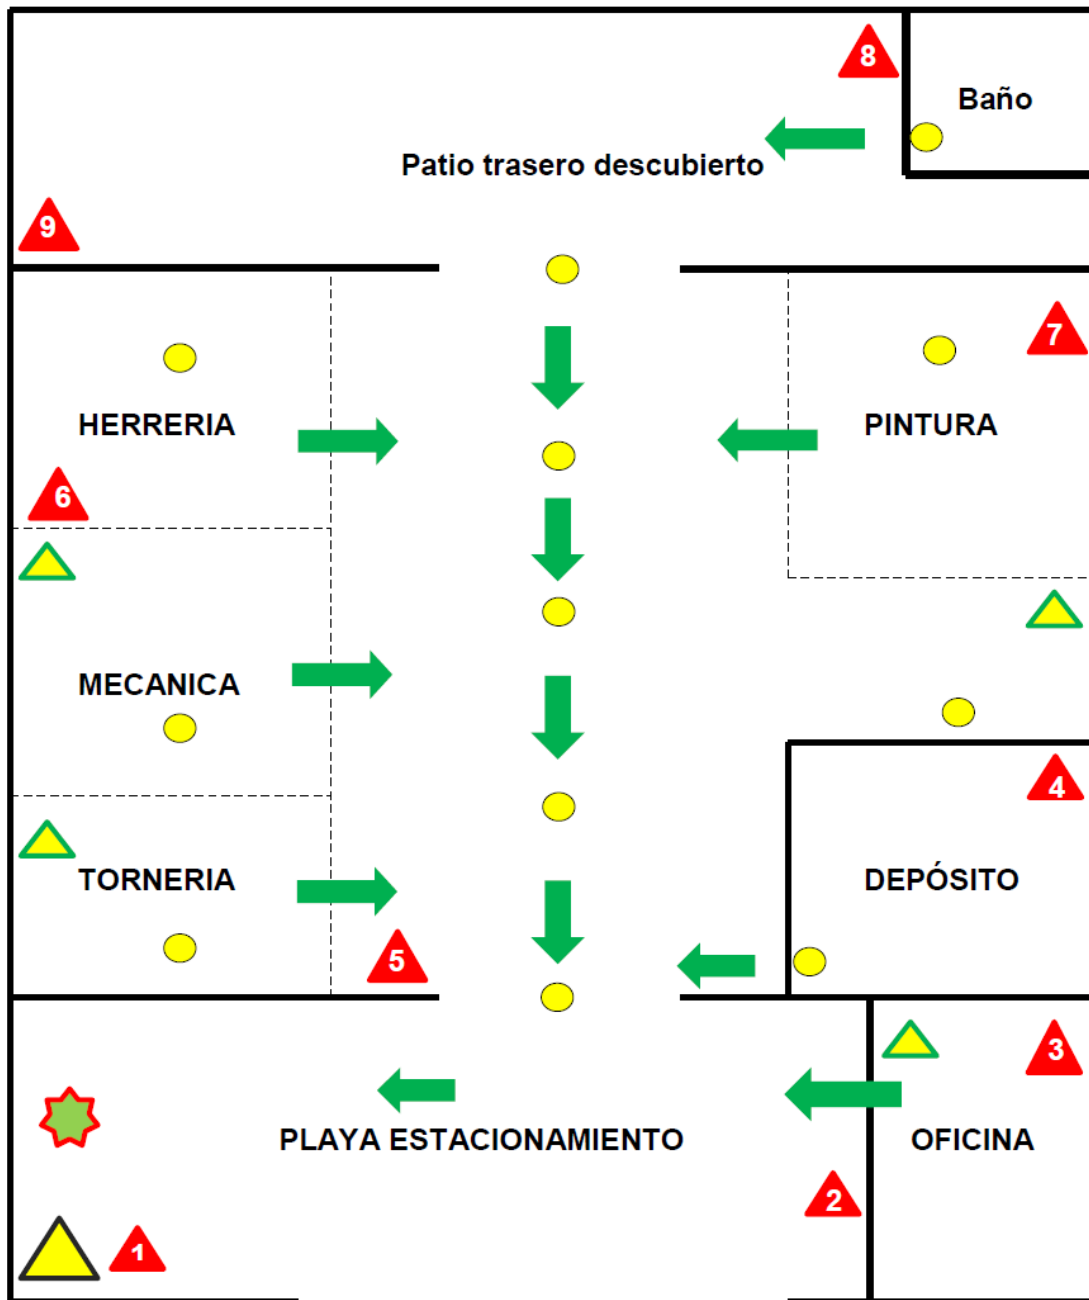 8
Baño
Patio trasero descubierto
9
7
HERRERIA
PINTURA
6
MECANICA
4
TORNERIA
DEPÓSITO
5
3
PLAYA ESTACIONAMIENTO
OFICINA
2
1